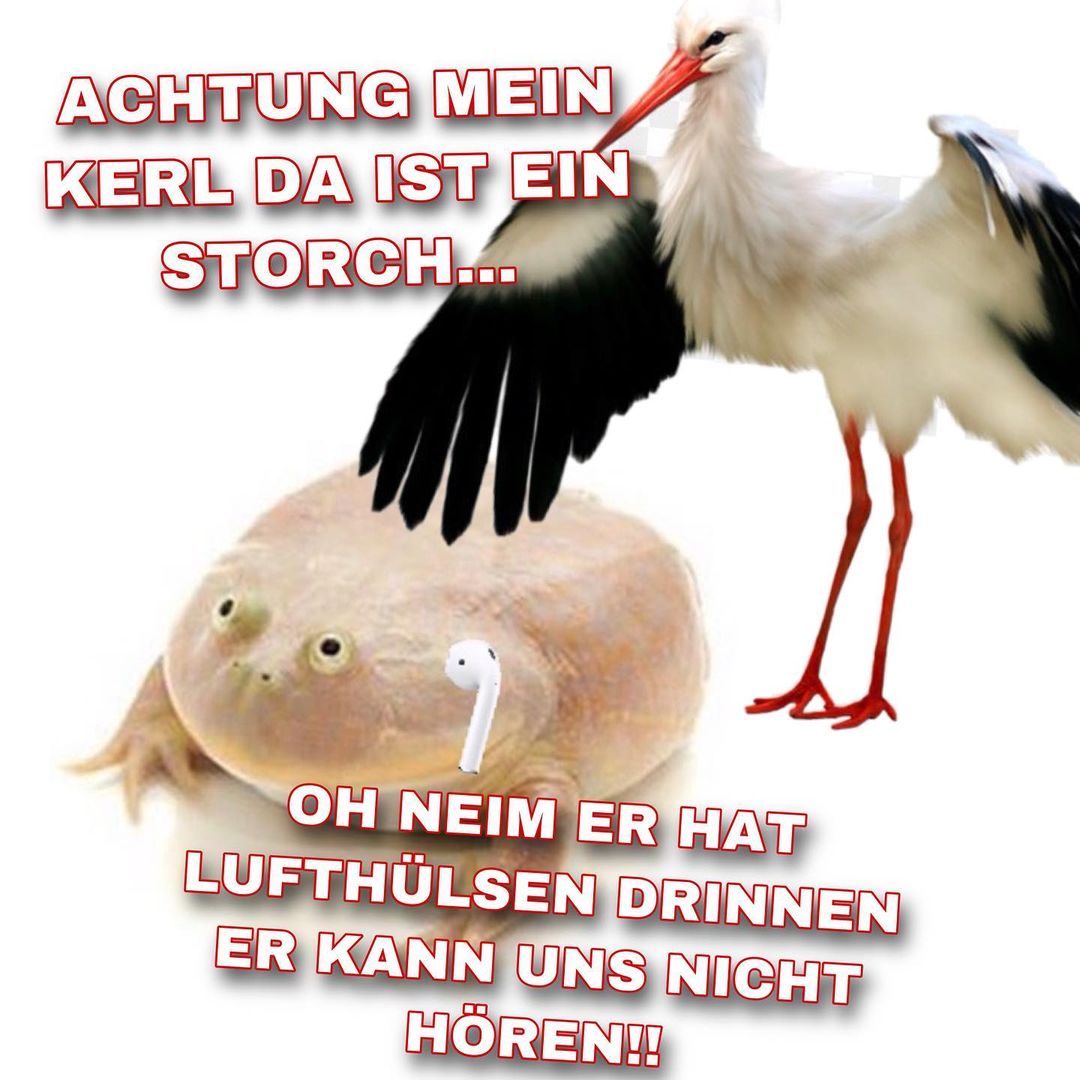 ACHTUNG MEIN
KERL DA IST EIN
STORCH...
OH NEIM ER HAT
LUFTHÜLSEN DRINNEN
ER KANN UNS NICHT
HÖREN!!